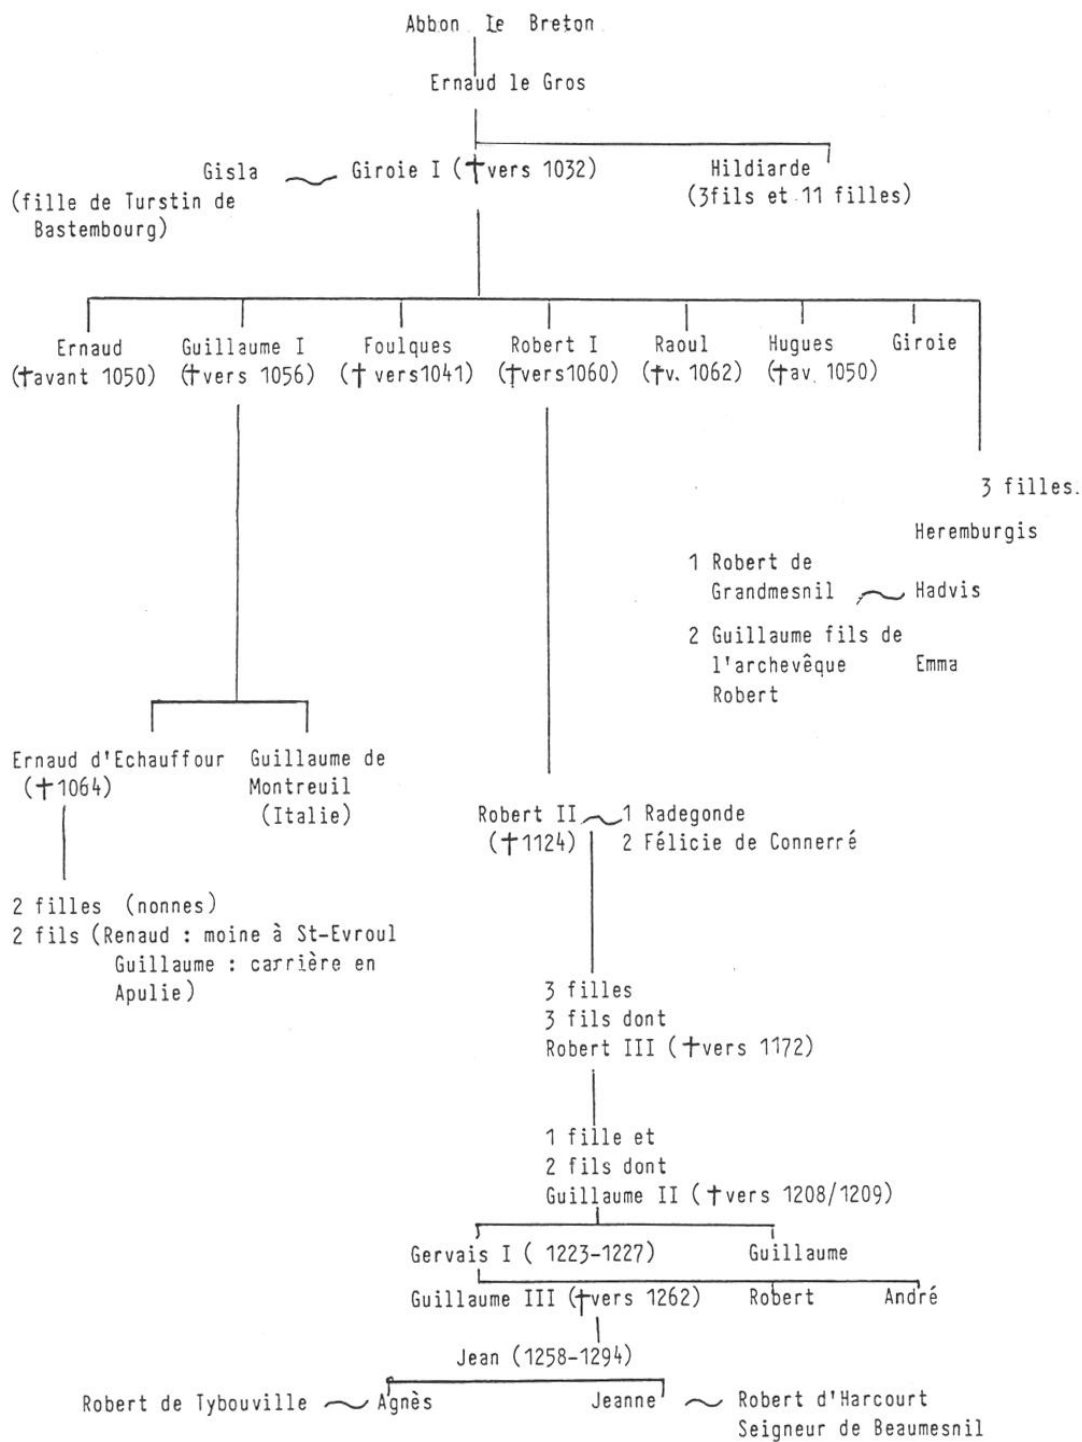 Abbon le Breton
Ernaud le Gros
Gisla Giroie I (✝vers 1032) Hildiarde
(fille de Turstin de (3fils et 11 filles)
Bastembourg)
Ernaud Guillaume I Foulques Robert I Raoul Hugues Giroie
(✝avant 1050) (✝vers 1056) (✝vers1041) (✝vers1060) (✝v. 1062) (✝av. 1050)
3 filles.
Heremburgis
1 Robert de
Grandmesnil Hadvis
2 Guillaume fils de
l'archevêque Emma
Robert
Ernaud d'Echauffour Guillaume de
(✝1064) Montreuil
(Italie)
Robert II 1 Radegonde
(✝1124) 2 Félicie de Connerré
2 filles (nonnes)
2 fils (Renaud : moine à St-Evroul
Guillaume : carrière en
Apulie)
3 filles
3 fils dont
Robert III (✝vers 1172)
1 fille et
2 fils dont
Guillaume II (✝vers 1208/1209)
Gervais I ( 1223-1227) Guillaume
Guillaume III (✝vers 1262) Robert André
Jean (1258-1294)
Robert de Tybouville Agnès Jeanne Robert d'Harcourt
Seigneur de Beaumesnil